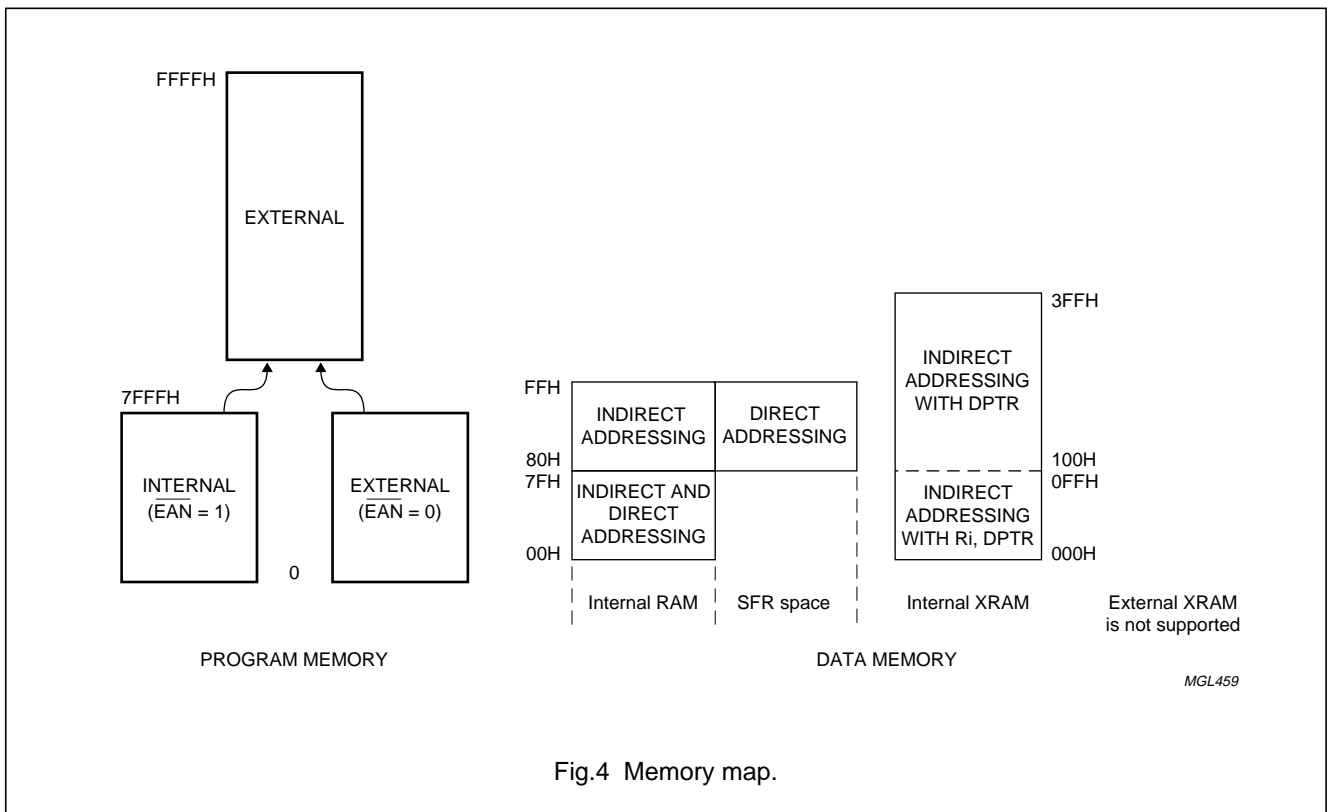 FFFFH
EXTERNAL
7FFFH
INTERNAL
(E̅A̅N̅ = 1)
EXTERNAL
(E̅A̅N̅ = 0)
0
PROGRAM MEMORY
FFH
80H
7FH
00H
INDIRECT
ADDRESSING
DIRECT
ADDRESSING
INDIRECT AND
DIRECT
ADDRESSING
Internal RAM
SFR space
3FFH
INDIRECT
ADDRESSING
WITH DPTR
100H
0FFH
INDIRECT
ADDRESSING
WITH Ri, DPTR
000H
Internal XRAM
External XRAM
is not supported
DATA MEMORY
MGL459
Fig.4 Memory map.